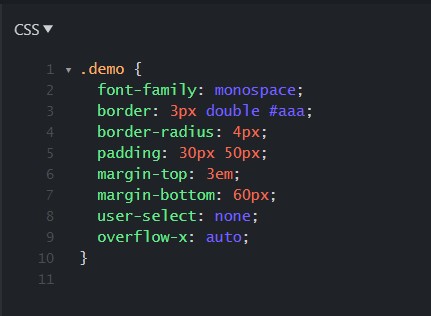 CSS ▼
1 ▾ .demo {
2 font-family: monospace;
3 border: 3px double #aaa;
4 border-radius: 4px;
5 padding: 30px 50px;
6 margin-top: 3em;
7 margin-bottom: 60px;
8 user-select: none;
9 overflow-x: auto;
10 }
11